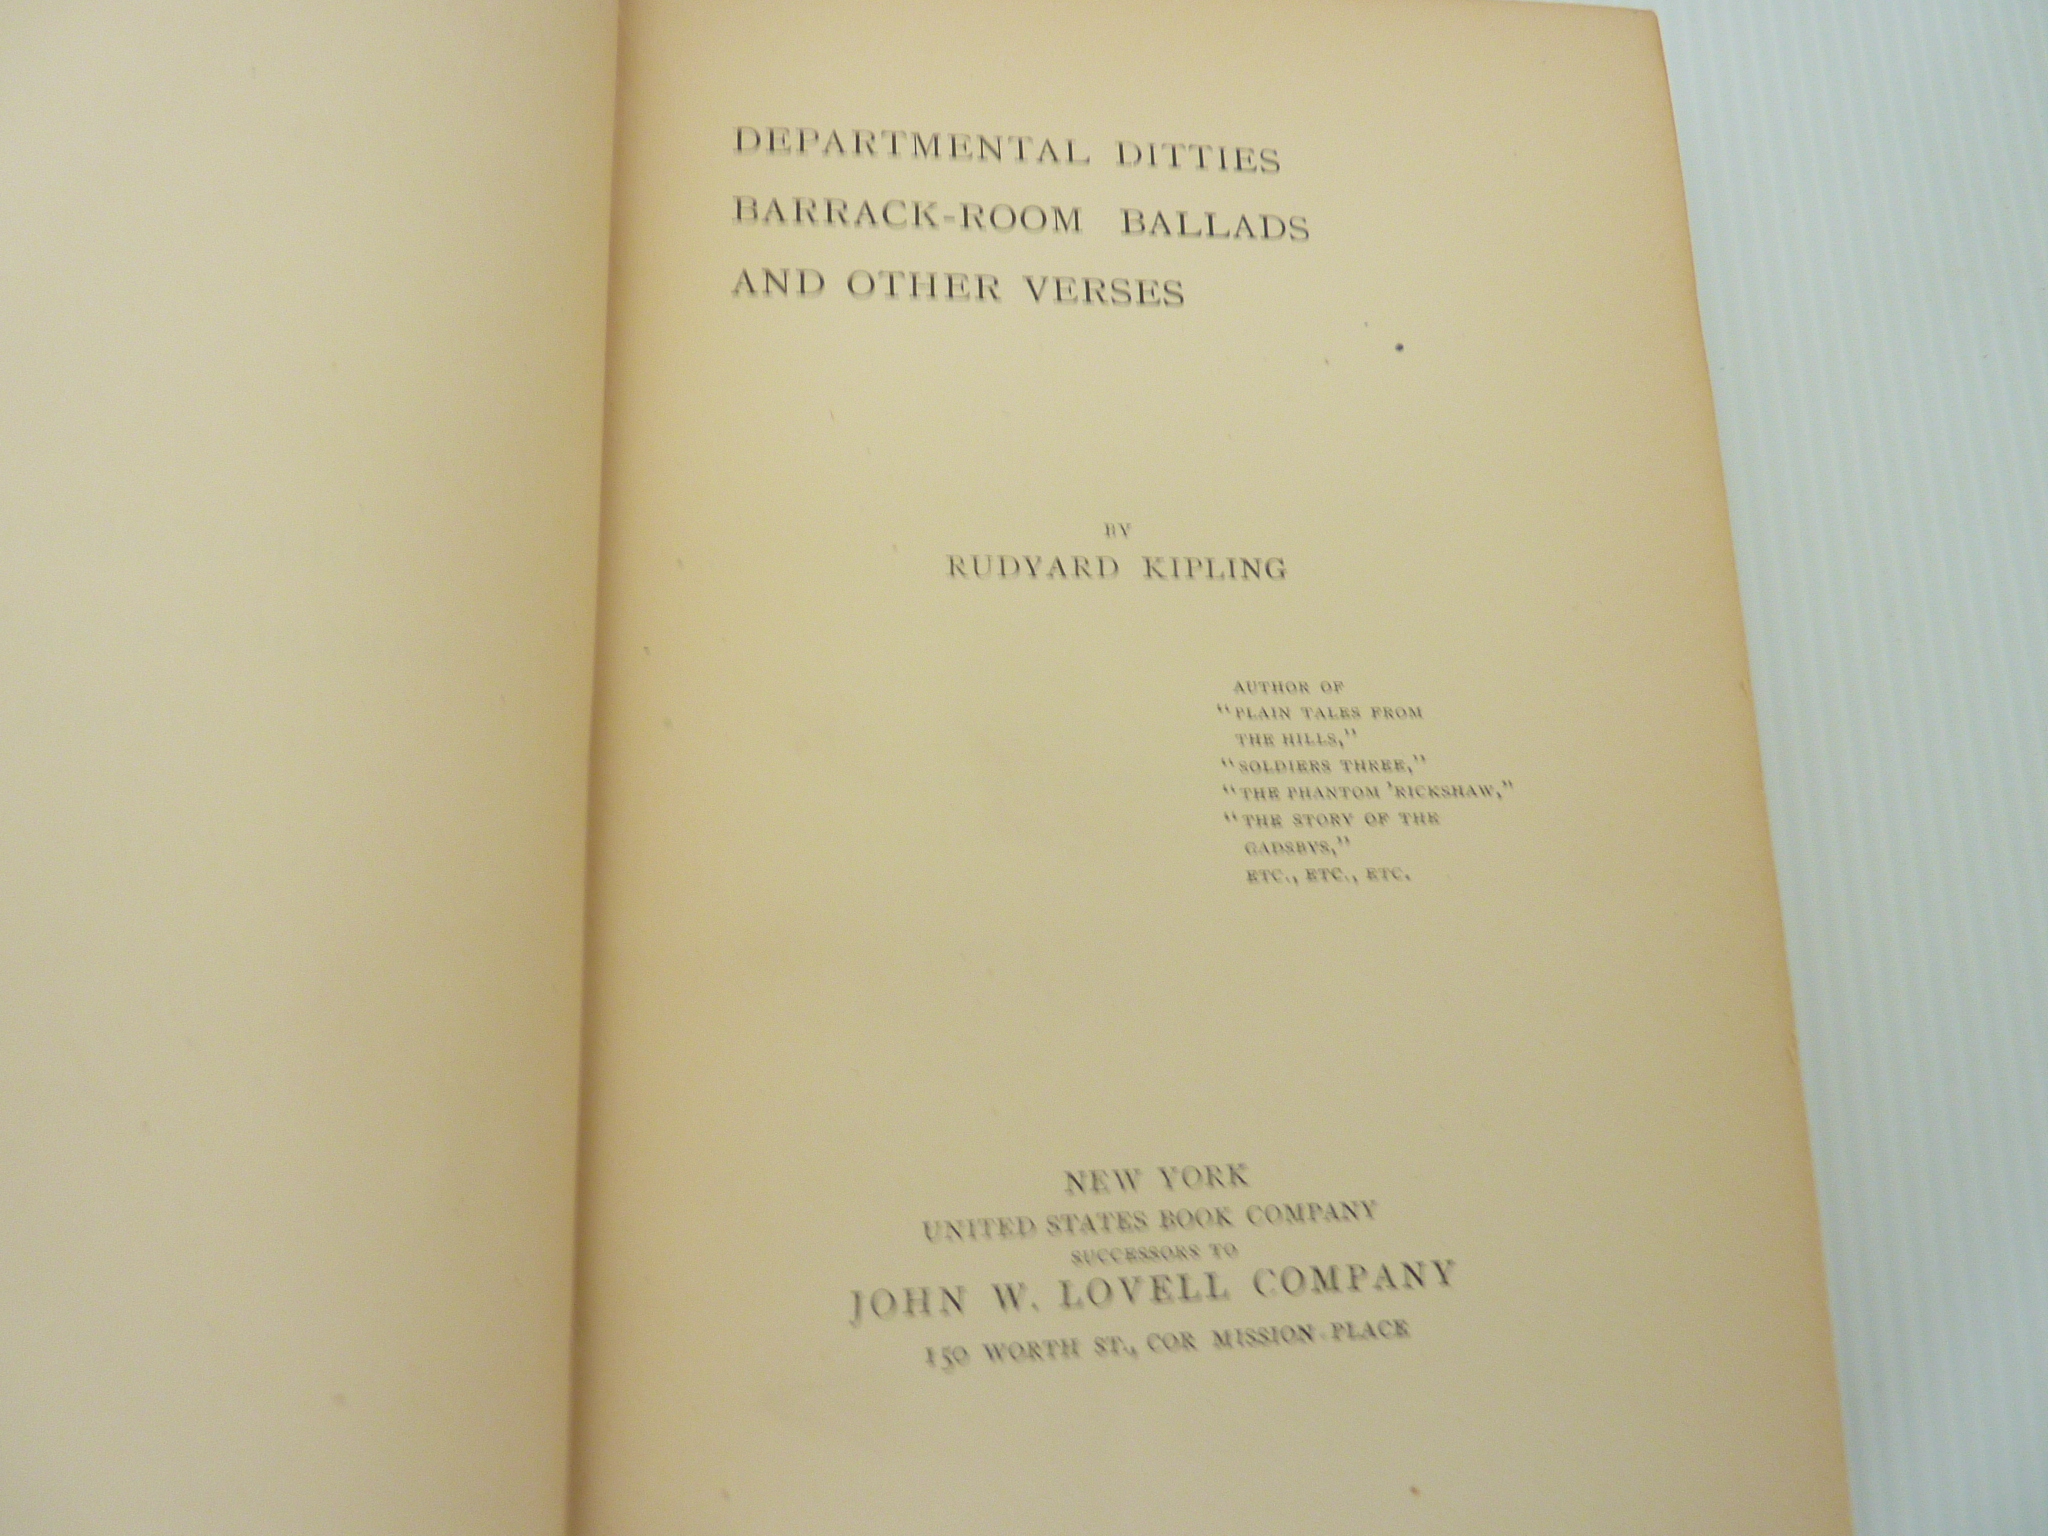 DEPARTMENTAL DITTIES
BARRACK-ROOM BALLADS
AND OTHER VERSES
BY
RUDYARD KIPLING
AUTHOR OF
"PLAIN TALES FROM
THE HILLS,"
"SOLDIERS THREE,"
"THE PHANTOM 'RICKSHAW,"
"THE STORY OF THE
GADSBYS,"
ETC., ETC., ETC.
NEW YORK
UNITED STATES BOOK COMPANY
SUCCESSORS TO
JOHN W. LOVELL COMPANY
150 WORTH ST., COR MISSION PLACE